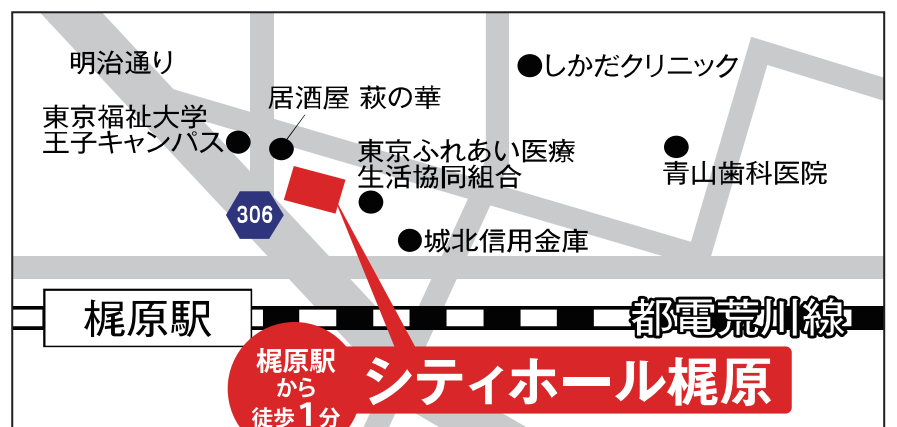 明治通り
しかだクリニック
居酒屋 萩の華
東京福祉大学
王子キャンパス
東京ふれあい医療
生活協同組合
青山歯科医院
306
城北信用金庫
梶原駅
都電荒川線
梶原駅
から
徒歩1分
シティホール梶原